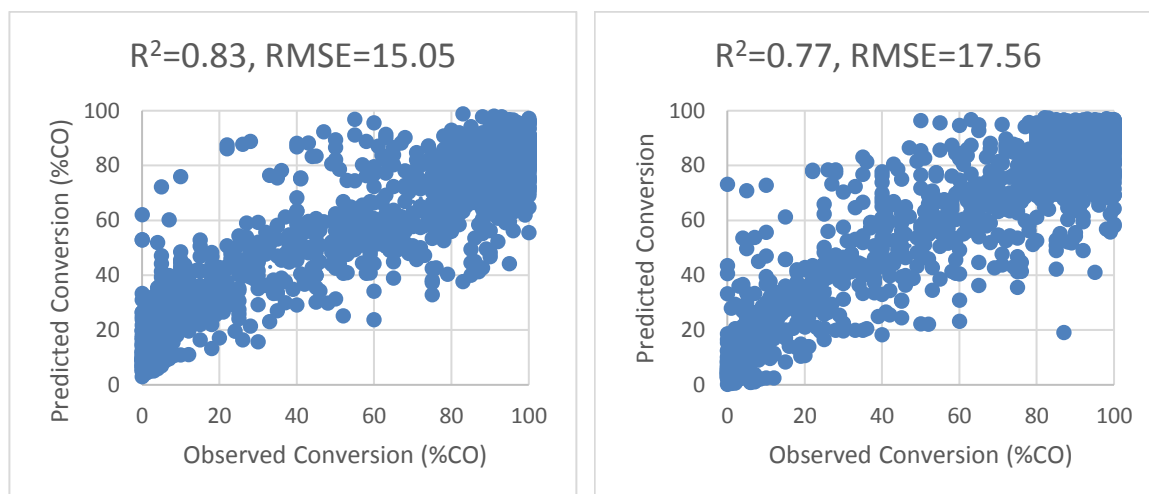 R²=0.83, RMSE=15.05
Predicted Conversion (%CO)
100
80
60
40
20
0
0 20 40 60 80 100
Observed Conversion (%CO)
R²=0.77, RMSE=17.56
Predicted Conversion
100
80
60
40
20
0
0 20 40 60 80 100
Observed Conversion (%CO)